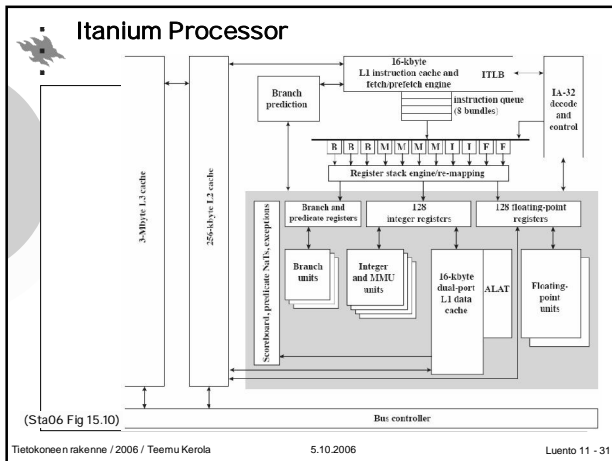 Itanium Processor
16-kbyte
L1 instruction cache and
fetch/prefetch engine
ITLB
Branch
prediction
instruction queue
(8 bundles)
IA-32
decode
and
control
B B B M M M M I I F F
Register stack engine/re-mapping
3-Mbyte L3 cache
256-kbyte L2 cache
Scoreboard, predicate NaTs, exceptions
Branch and
predicate registers
128
integer registers
128 floating-point
registers
Branch
units
Integer
and MMU
units
16-kbyte
dual-port
L1 data
cache
ALAT
Floating-
point
units
Bus controller
(Sta06 Fig 15.10)
Tietokoneen rakenne / 2006 / Teemu Kerola
5.10.2006
Luento 11 - 31